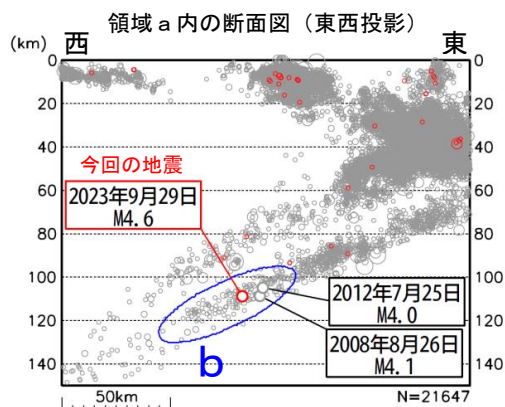 領域a内の断面図（東西投影）
(km) 西 東
0 0
20 20
40 40
今回の地震
60 60
2023年9月29日
M4.6
80 80
100 100
2012年7月25日
M4.0
120 120
2008年8月26日
M4.1
b
140 140
50km N=21647